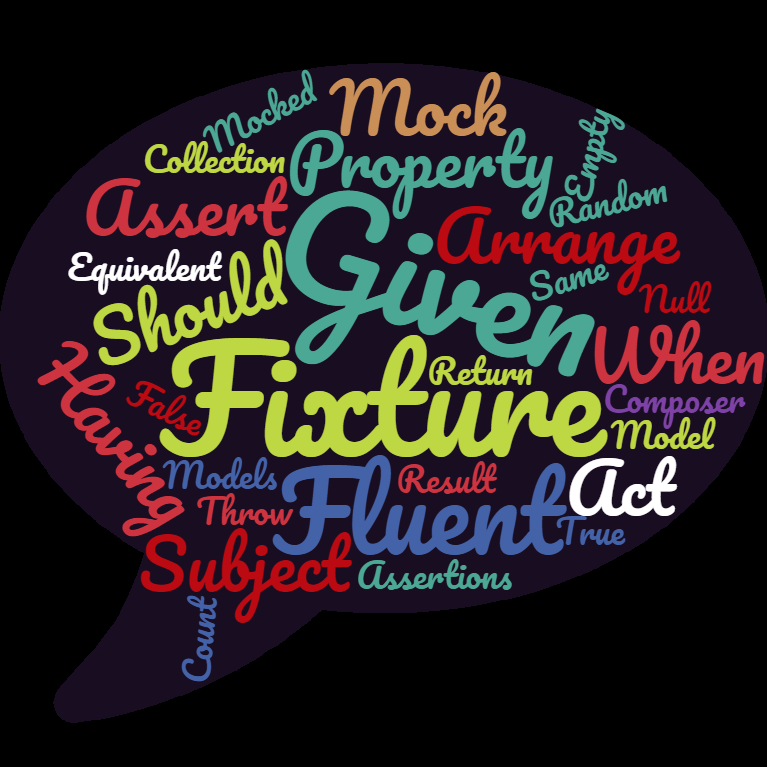 Mocked
Mock
Empty
Collection
Property
Random
Assert
Given
Arrange
Equivalent
Same
Should
Null
When
Having
Fixture
Return
False
Composer
Model
Models
Fluent
Result
Act
Throw
True
Subject
Assertions
Count